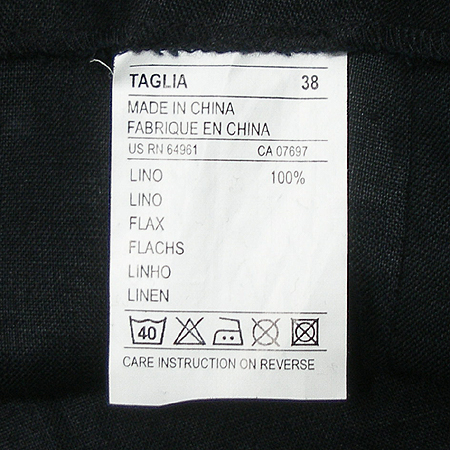 TAGLIA 38
MADE IN CHINA
FABRIQUE EN CHINA
US RN 64961 CA 07697
LINO 100%
LINO
FLAX
FLACHS
LINHO
LINEN
40
CARE INSTRUCTION ON REVERSE